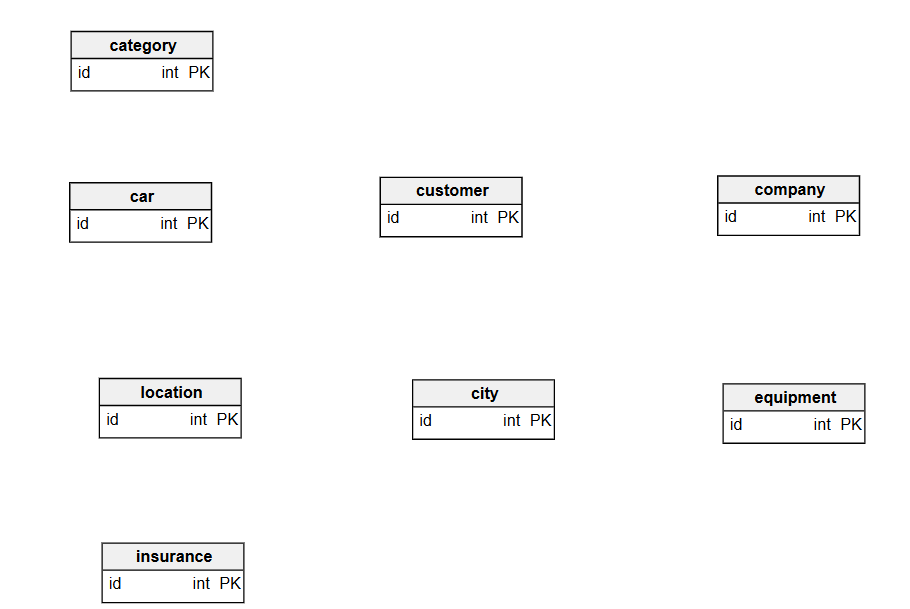 category
id int PK
car
id int PK
customer
id int PK
company
id int PK
location
id int PK
city
id int PK
equipment
id int PK
insurance
id int PK